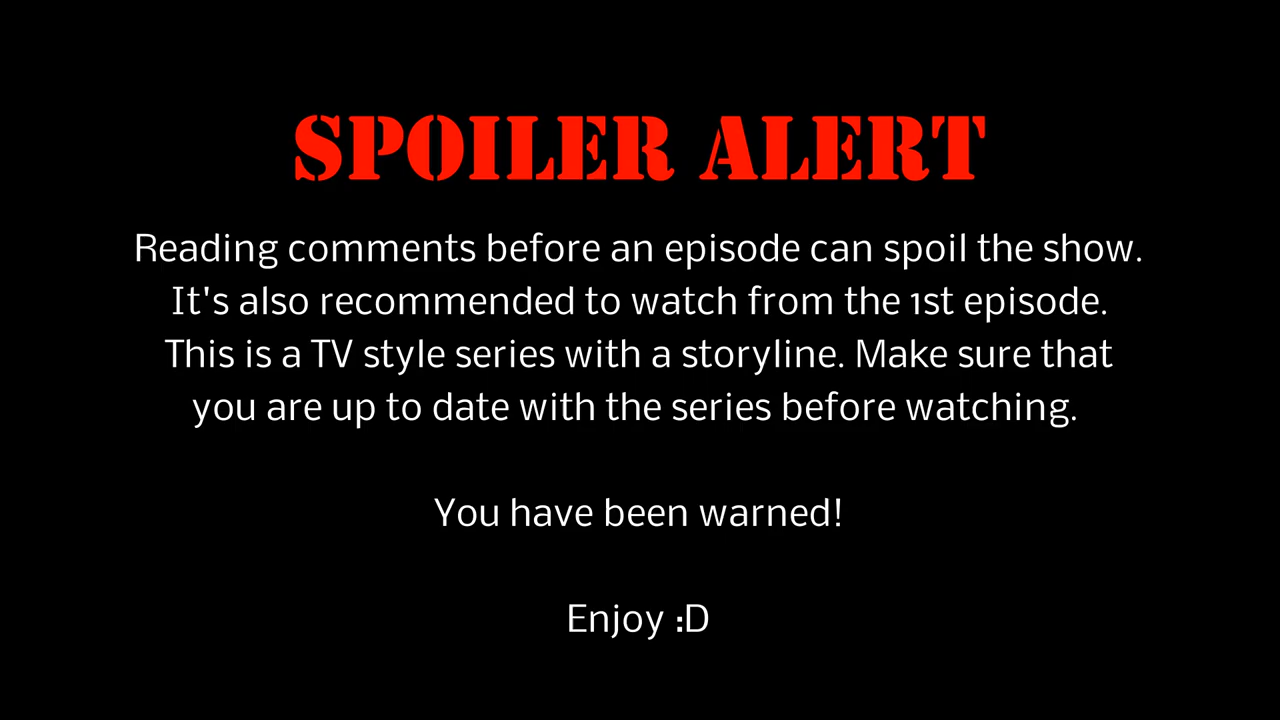 SPOILER ALERT
Reading comments before an episode can spoil the show.
It's also recommended to watch from the 1st episode.
This is a TV style series with a storyline. Make sure that
you are up to date with the series before watching.
You have been warned!
Enjoy :D